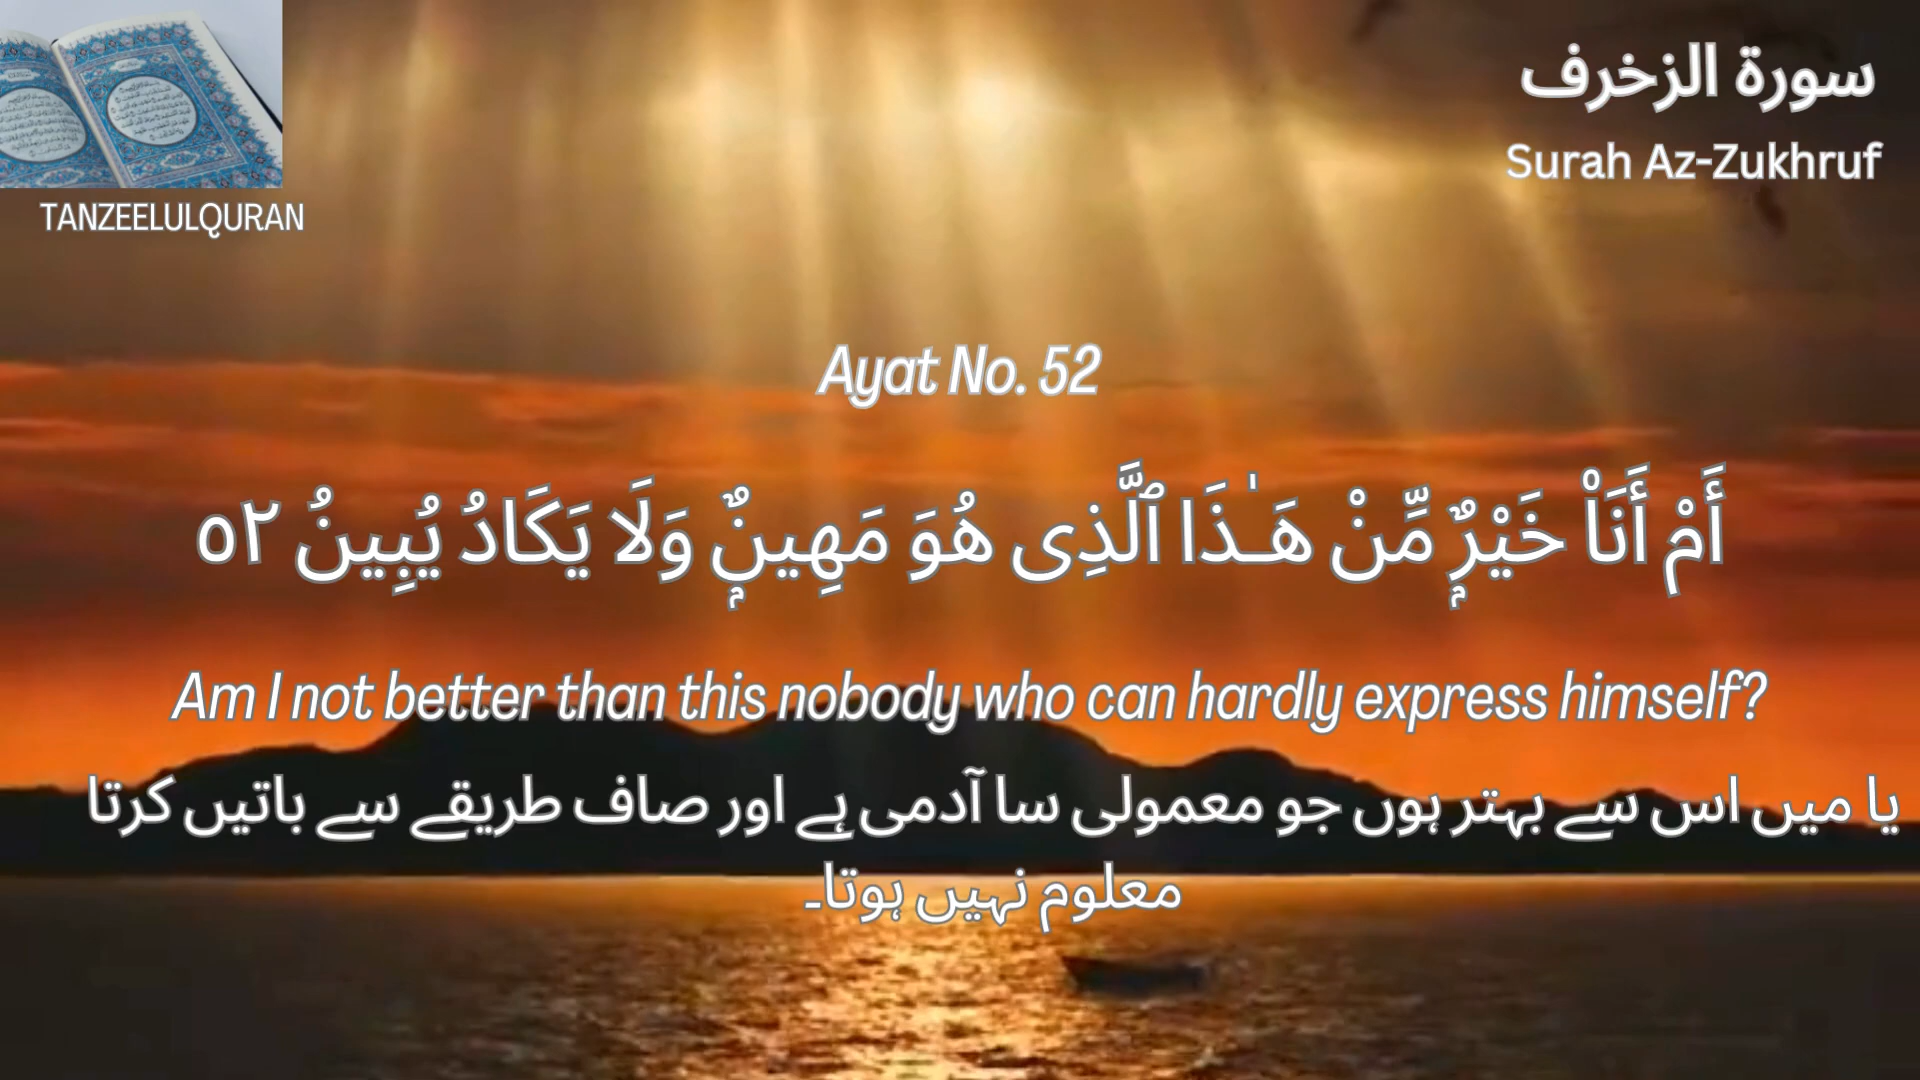 سورة الزخرف
Surah Az-Zukhruf
TANZEELULQURAN
Ayat No. 52
أَمْ أَنَا۠ خَيْرٌۭ مِّنْ هَـٰذَا ٱلَّذِى هُوَ مَهِينٌۭ وَلَا يَكَادُ يُبِينُ ٥٢
Am I not better than this nobody who can hardly express himself?
یا میں اس سے بہتر ہوں جو معمولی سا آدمی ہے اور صاف طریقے سے باتیں کرتا
معلوم نہیں ہوتا۔